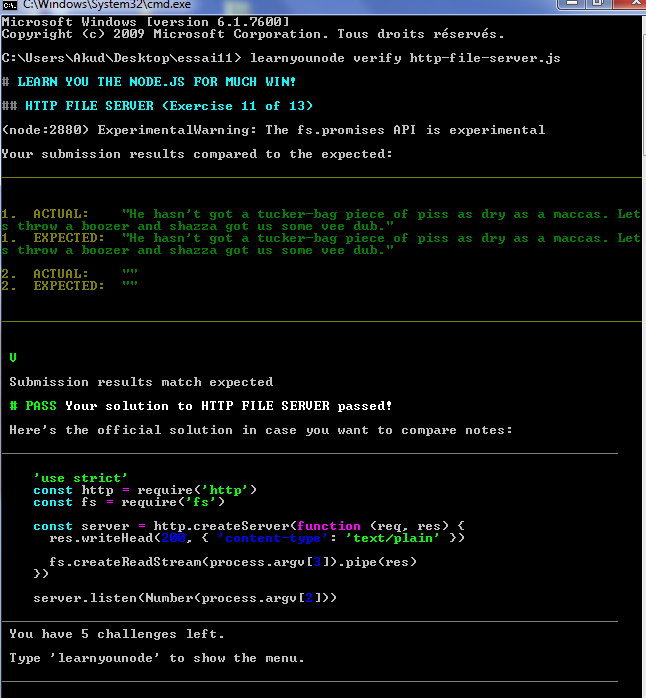 C:\Windows\System32\cmd.exe
Microsoft Windows [version 6.1.7600]
Copyright (c) 2009 Microsoft Corporation. Tous droits réservés.
C:\Users\Akud\Desktop\essai11> learnyounode verify http-file-server.js
# LEARN YOU THE NODE.JS FOR MUCH WIN!
## HTTP FILE SERVER (Exercise 11 of 13)
(node:2880) ExperimentalWarning: The fs.promises API is experimental
Your submission results compared to the expected:
1.  ACTUAL:    "He hasn't got a tucker-bag piece of piss as dry as a maccas. Let
s throw a boozer and shazza got us some vee dub."
1.  EXPECTED:  "He hasn't got a tucker-bag piece of piss as dry as a maccas. Let
s throw a boozer and shazza got us some vee dub."
2.  ACTUAL:    ""
2.  EXPECTED:  ""
V
Submission results match expected
# PASS Your solution to HTTP FILE SERVER passed!
Here's the official solution in case you want to compare notes:
'use strict'
const http = require('http')
const fs = require('fs')
const server = http.createServer(function (req, res) {
res.writeHead(200, { 'content-type': 'text/plain' })
fs.createReadStream(process.argv[3]).pipe(res)
})
server.listen(Number(process.argv[2]))
You have 5 challenges left.
Type 'learnyounode' to show the menu.